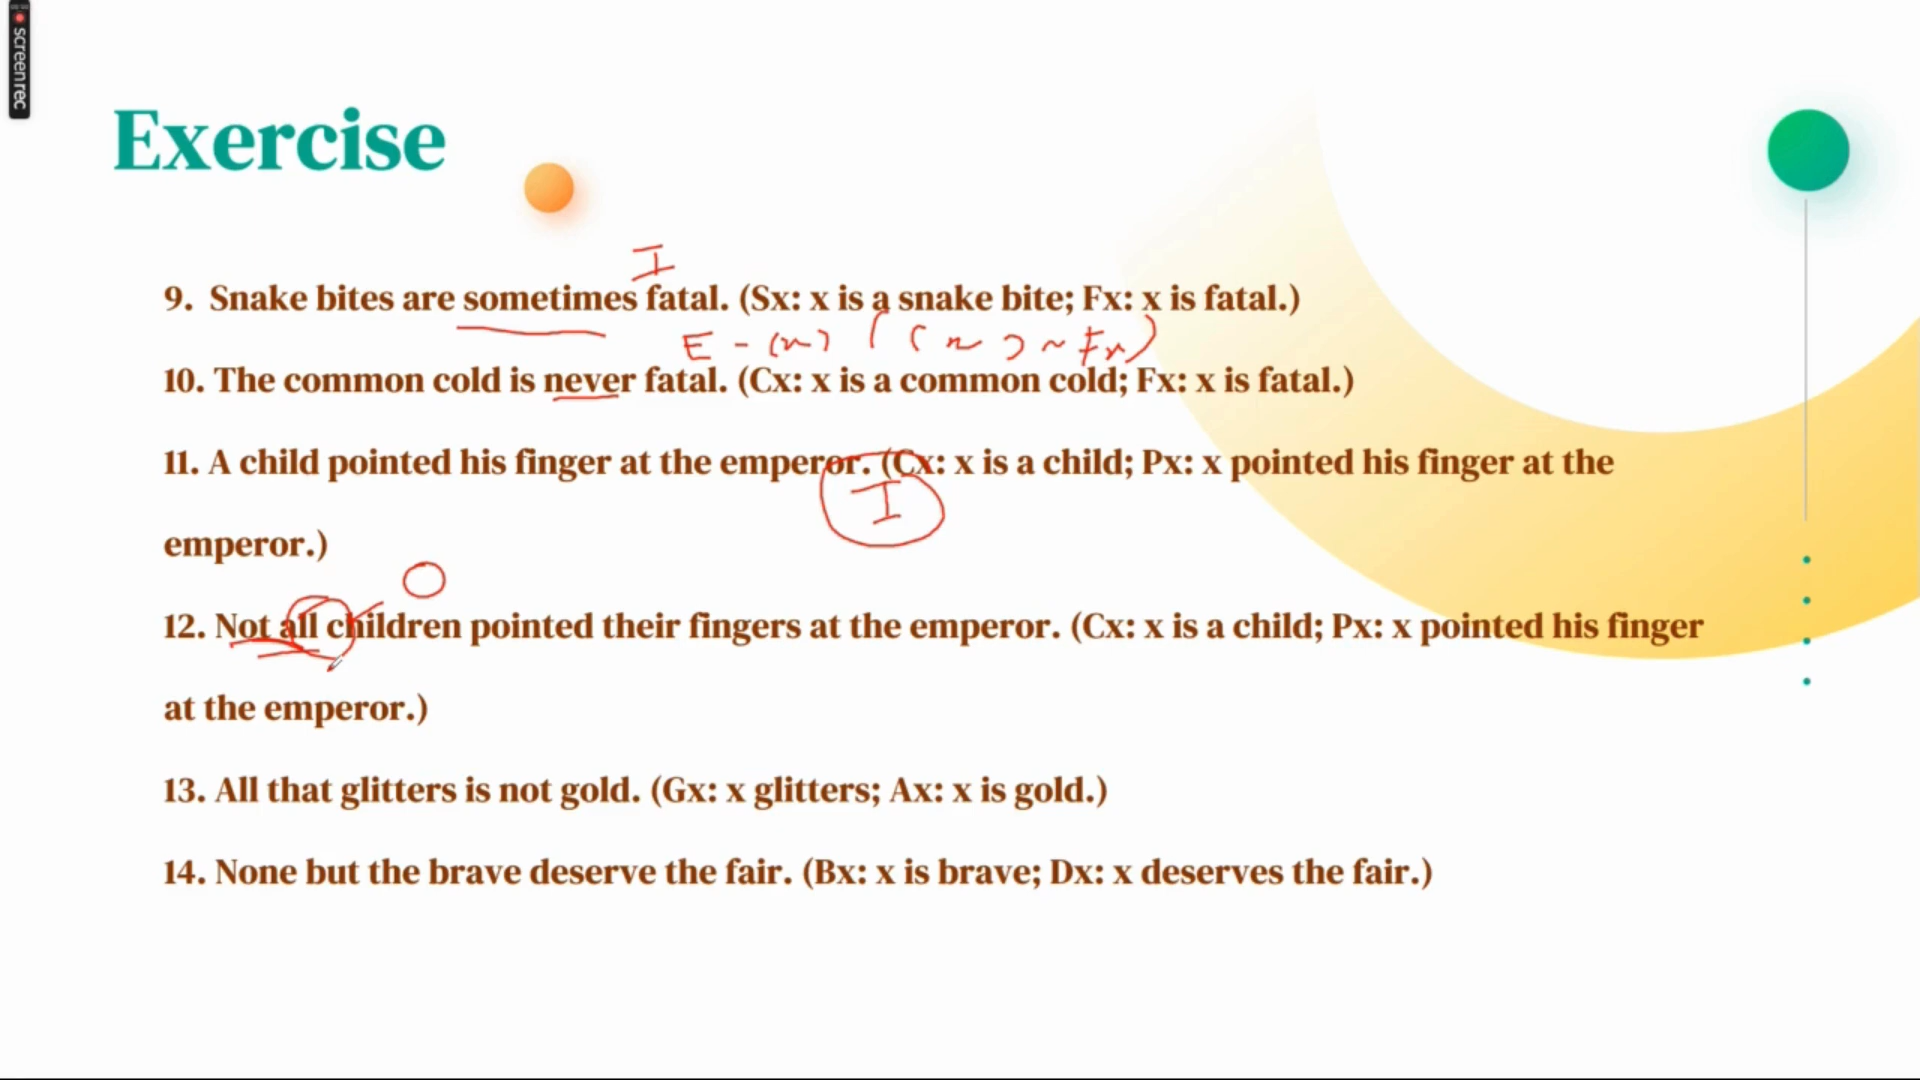 screenrec
Exercise
I
9. Snake bites are sometimes fatal. (Sx: x is a snake bite; Fx: x is fatal.)
E - (x) (Cx ⊃ ~ Fx)
10. The common cold is never fatal. (Cx: x is a common cold; Fx: x is fatal.)
11. A child pointed his finger at the emperor. (Cx: x is a child; Px: x pointed his finger at the
I
emperor.)
O
12. Not all children pointed their fingers at the emperor. (Cx: x is a child; Px: x pointed his finger
at the emperor.)
13. All that glitters is not gold. (Gx: x glitters; Ax: x is gold.)
14. None but the brave deserve the fair. (Bx: x is brave; Dx: x deserves the fair.)